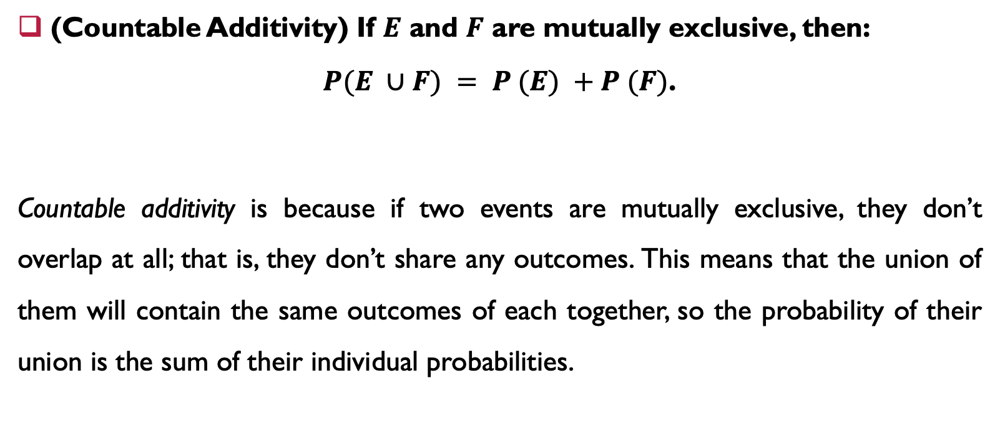 ❑ (Countable Additivity) If E and F are mutually exclusive, then:
P(E ∪ F) = P (E) + P (F).
Countable additivity is because if two events are mutually exclusive, they don’t
overlap at all; that is, they don’t share any outcomes. This means that the union of
them will contain the same outcomes of each together, so the probability of their
union is the sum of their individual probabilities.